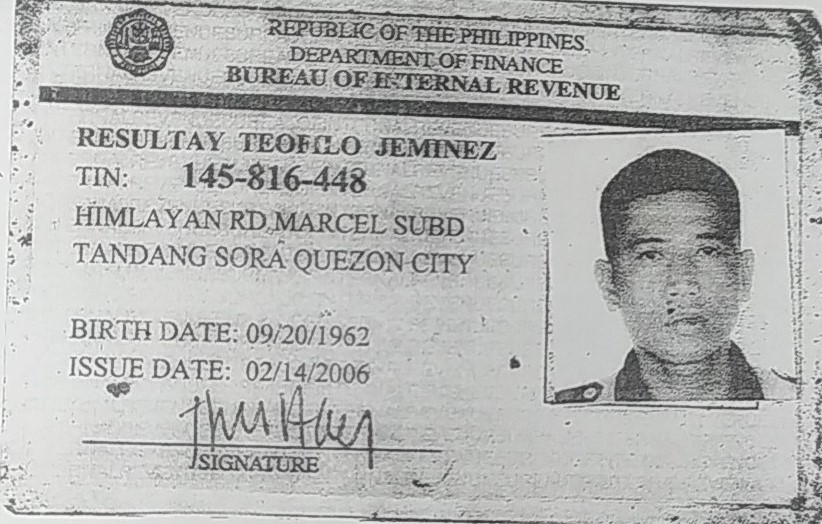 REPUBLIC OF THE PHILIPPINES
DEPARTMENT OF FINANCE
BUREAU OF INTERNAL REVENUE
RESULTAY TEOFILO JEMINEZ
TIN: 145-816-448
HIMLAYAN RD MARCEL SUBD
TANDANG SORA QUEZON CITY
BIRTH DATE: 09/20/1962
ISSUE DATE: 02/14/2006
SIGNATURE